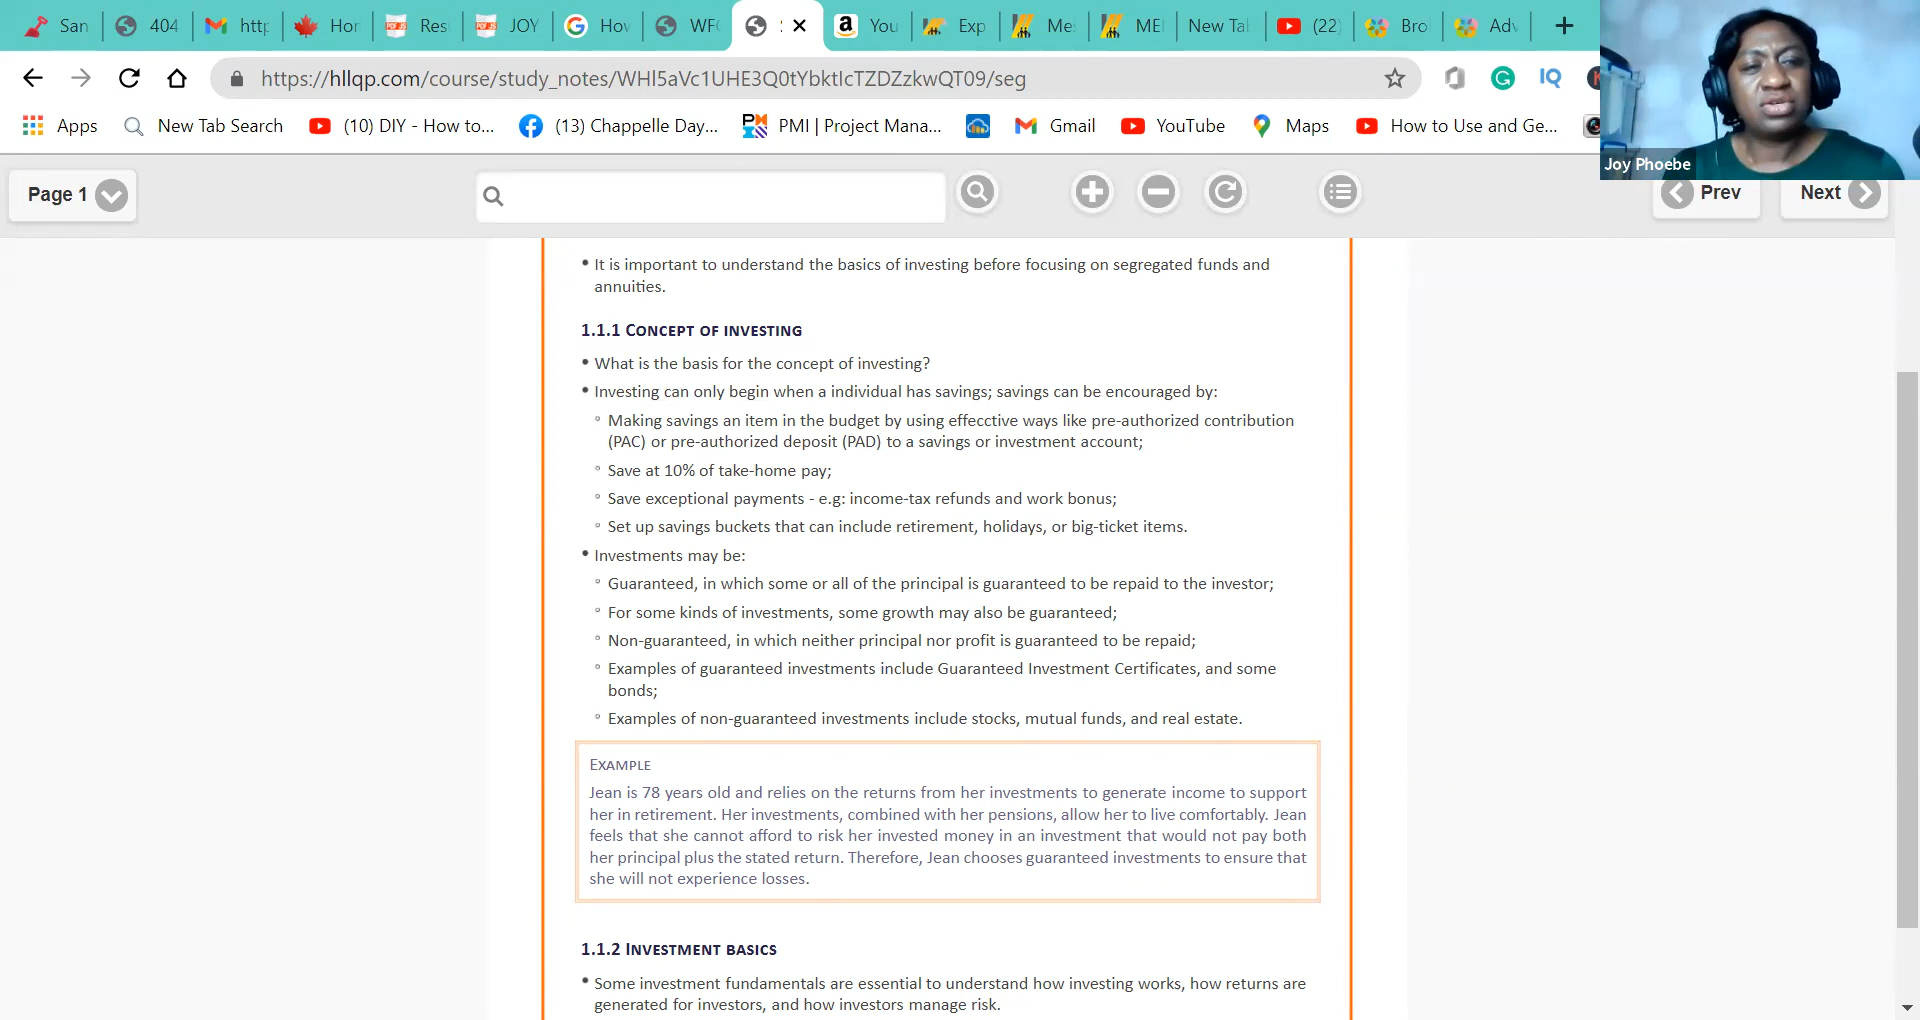 San
404
http
Hor
Res
JOY
Hov
WFC
You
Exp
Me
MEI
New Tab
(22)
Bro
Adv
https://hllqp.com/course/study_notes/WHI5aVc1UHE3Q0tYbktIcTZDZzkwQT09/seg
Apps
New Tab Search
(10) DIY - How to...
(13) Chappelle Day...
PMI | Project Mana...
Gmail
YouTube
Maps
How to Use and Ge...
Joy Phoebe
Page 1
Prev
Next
• It is important to understand the basics of investing before focusing on segregated funds and
annuities.
1.1.1 CONCEPT OF INVESTING
• What is the basis for the concept of investing?
• Investing can only begin when a individual has savings; savings can be encouraged by:
◦ Making savings an item in the budget by using effecctive ways like pre-authorized contribution
(PAC) or pre-authorized deposit (PAD) to a savings or investment account;
◦ Save at 10% of take-home pay;
◦ Save exceptional payments - e.g: income-tax refunds and work bonus;
◦ Set up savings buckets that can include retirement, holidays, or big-ticket items.
• Investments may be:
◦ Guaranteed, in which some or all of the principal is guaranteed to be repaid to the investor;
◦ For some kinds of investments, some growth may also be guaranteed;
◦ Non-guaranteed, in which neither principal nor profit is guaranteed to be repaid;
◦ Examples of guaranteed investments include Guaranteed Investment Certificates, and some
bonds;
◦ Examples of non-guaranteed investments include stocks, mutual funds, and real estate.
EXAMPLE
Jean is 78 years old and relies on the returns from her investments to generate income to support
her in retirement. Her investments, combined with her pensions, allow her to live comfortably. Jean
feels that she cannot afford to risk her invested money in an investment that would not pay both
her principal plus the stated return. Therefore, Jean chooses guaranteed investments to ensure that
she will not experience losses.
1.1.2 INVESTMENT BASICS
• Some investment fundamentals are essential to understand how investing works, how returns are
generated for investors, and how investors manage risk.